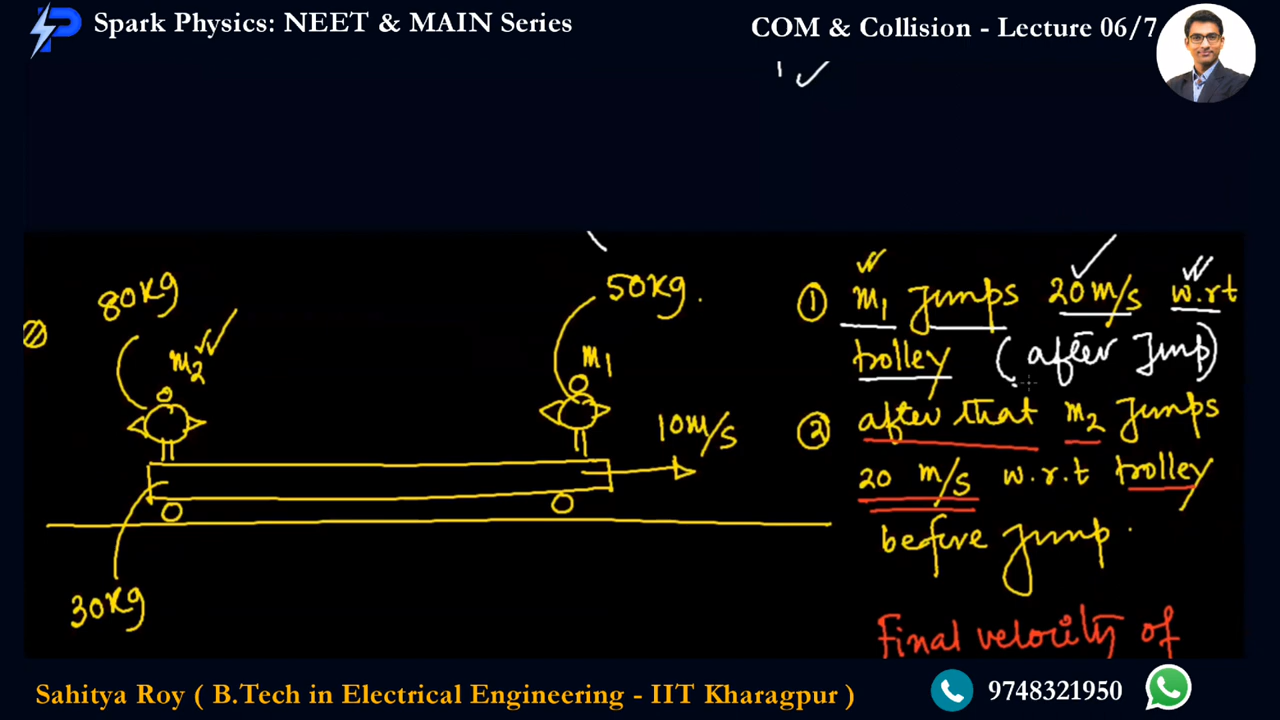 Spark Physics: NEET & MAIN Series
COM & Collision - Lecture 06/7
80kg
50kg.
m2
m1
10m/s
30kg
① m1 Jumps 20m/s w.r.t
trolley (after Jump)
② after that m2 Jumps
20 m/s w.r.t trolley
before Jump.
Final velocity of
Sahitya Roy ( B.Tech in Electrical Engineering - IIT Kharagpur )
9748321950